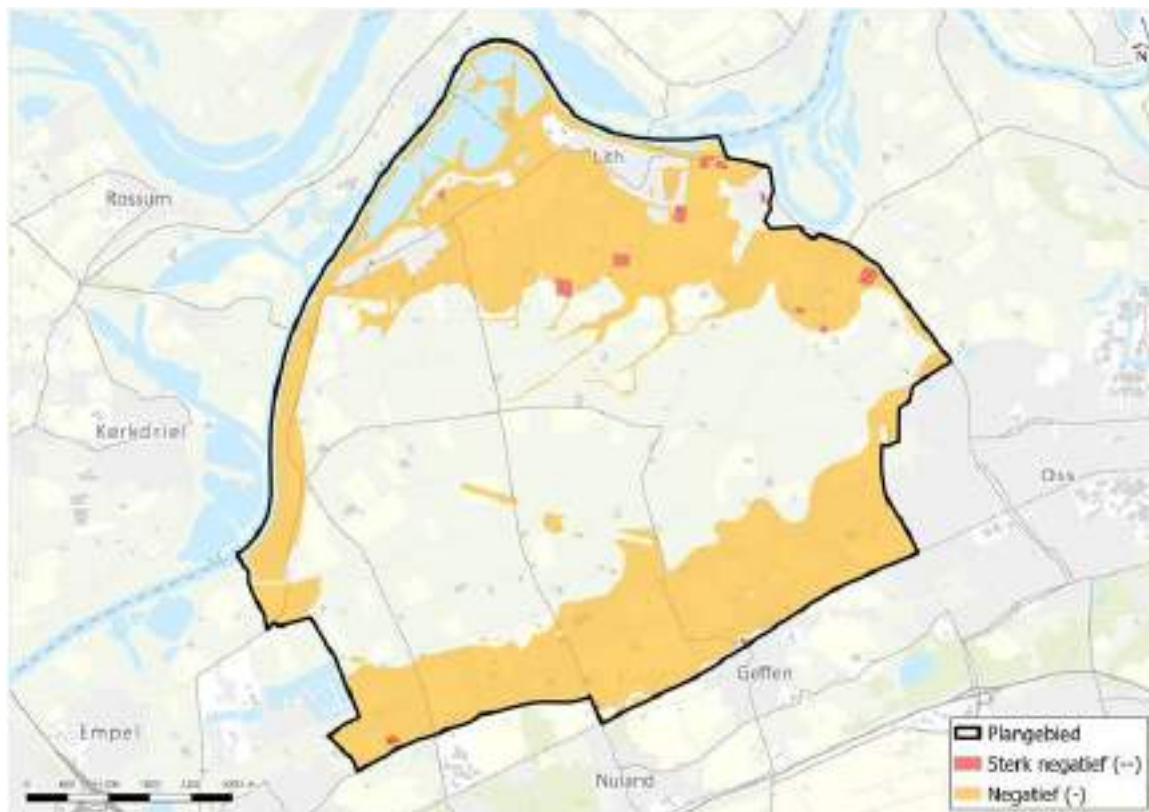 Lith
Rossum
Kerkdriel
Oss
Geffen
Empel
Nuland
Plangebied
Sterk negatief (--)
Negatief (-)